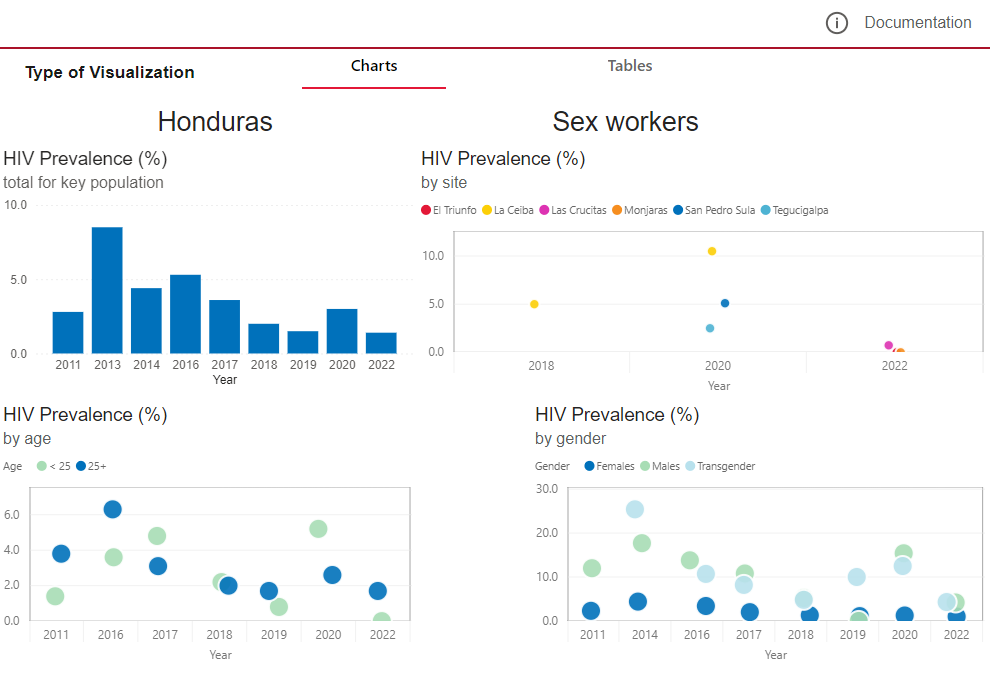 Documentation
Type of Visualization
Charts
Tables
Honduras
Sex workers
HIV Prevalence (%)
total for key population
10.0
5.0
0.0
2011 2013 2014 2016 2017 2018 2019 2020 2022
Year
HIV Prevalence (%)
by site
El Triunfo La Ceiba Las Crucitas Monjaras San Pedro Sula Tegucigalpa
10.0
5.0
0.0
2018 2020 2022
Year
HIV Prevalence (%)
by age
Age < 25 25+
6.0
4.0
2.0
0.0
2011 2016 2017 2018 2019 2020 2022
Year
HIV Prevalence (%)
by gender
Gender Females Males Transgender
30.0
20.0
10.0
0.0
2011 2014 2016 2017 2018 2019 2020 2022
Year